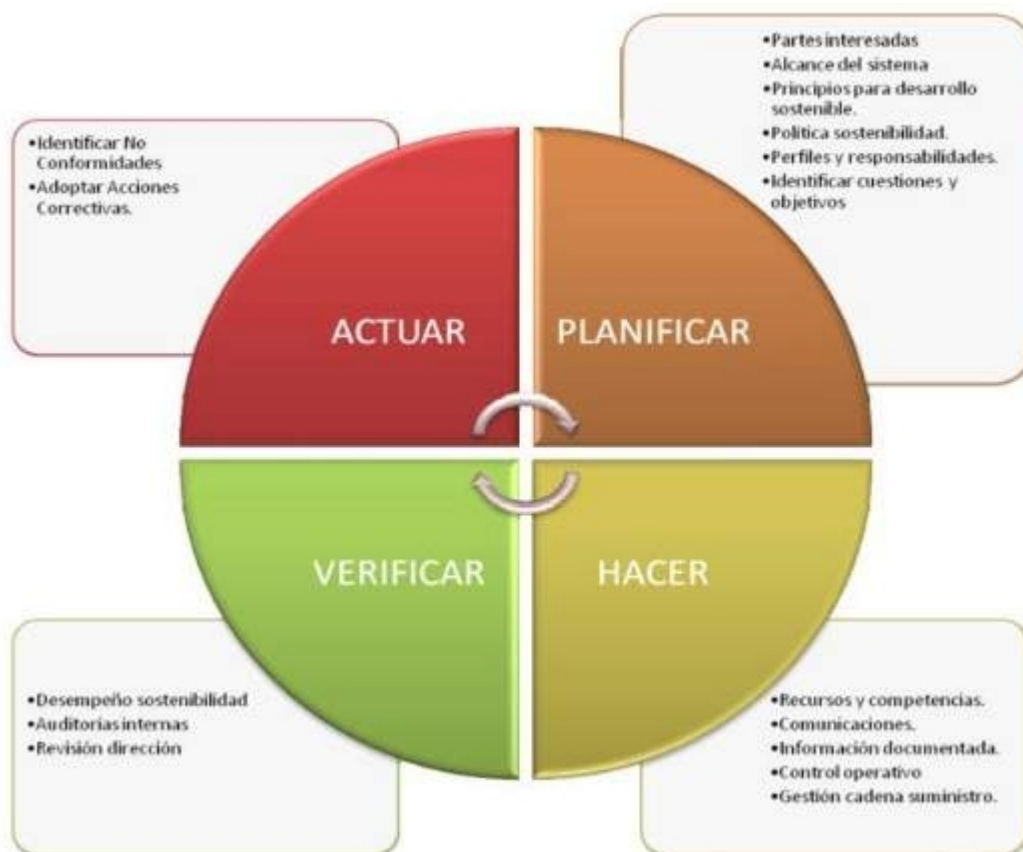 •Partes interesadas
•Alcance del sistema
•Principios para desarrollo
sostenible.
•Política sostenibilidad.
•Perfiles y responsabilidades.
•Identificar cuestiones y
objetivos
•Identificar No
Conformidades
•Adoptar Acciones
Correctivas.
ACTUAR
PLANIFICAR
VERIFICAR
HACER
•Desempeño sostenibilidad
•Auditorías internas
•Revisión dirección
•Recursos y competencias.
•Comunicaciones.
•Información documentada.
•Control operativo
•Gestión cadena suministro.